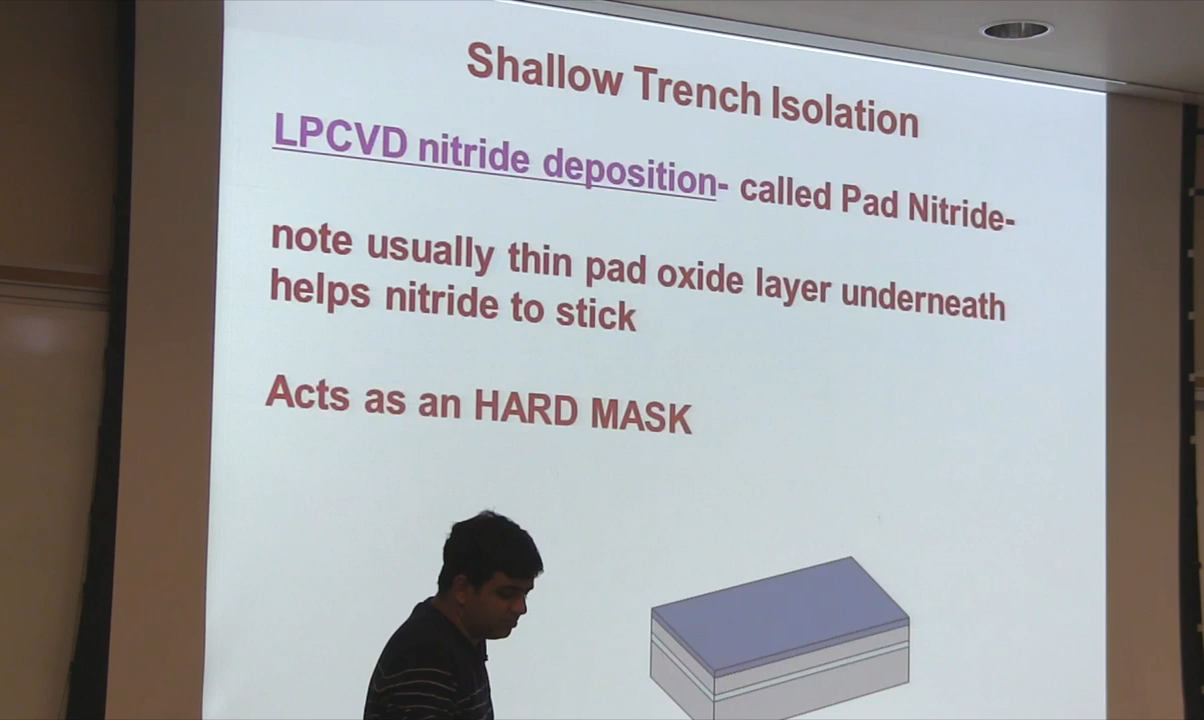 Shallow Trench Isolation
LPCVD nitride deposition- called Pad Nitride-
note usually thin pad oxide layer underneath
helps nitride to stick
Acts as an HARD MASK